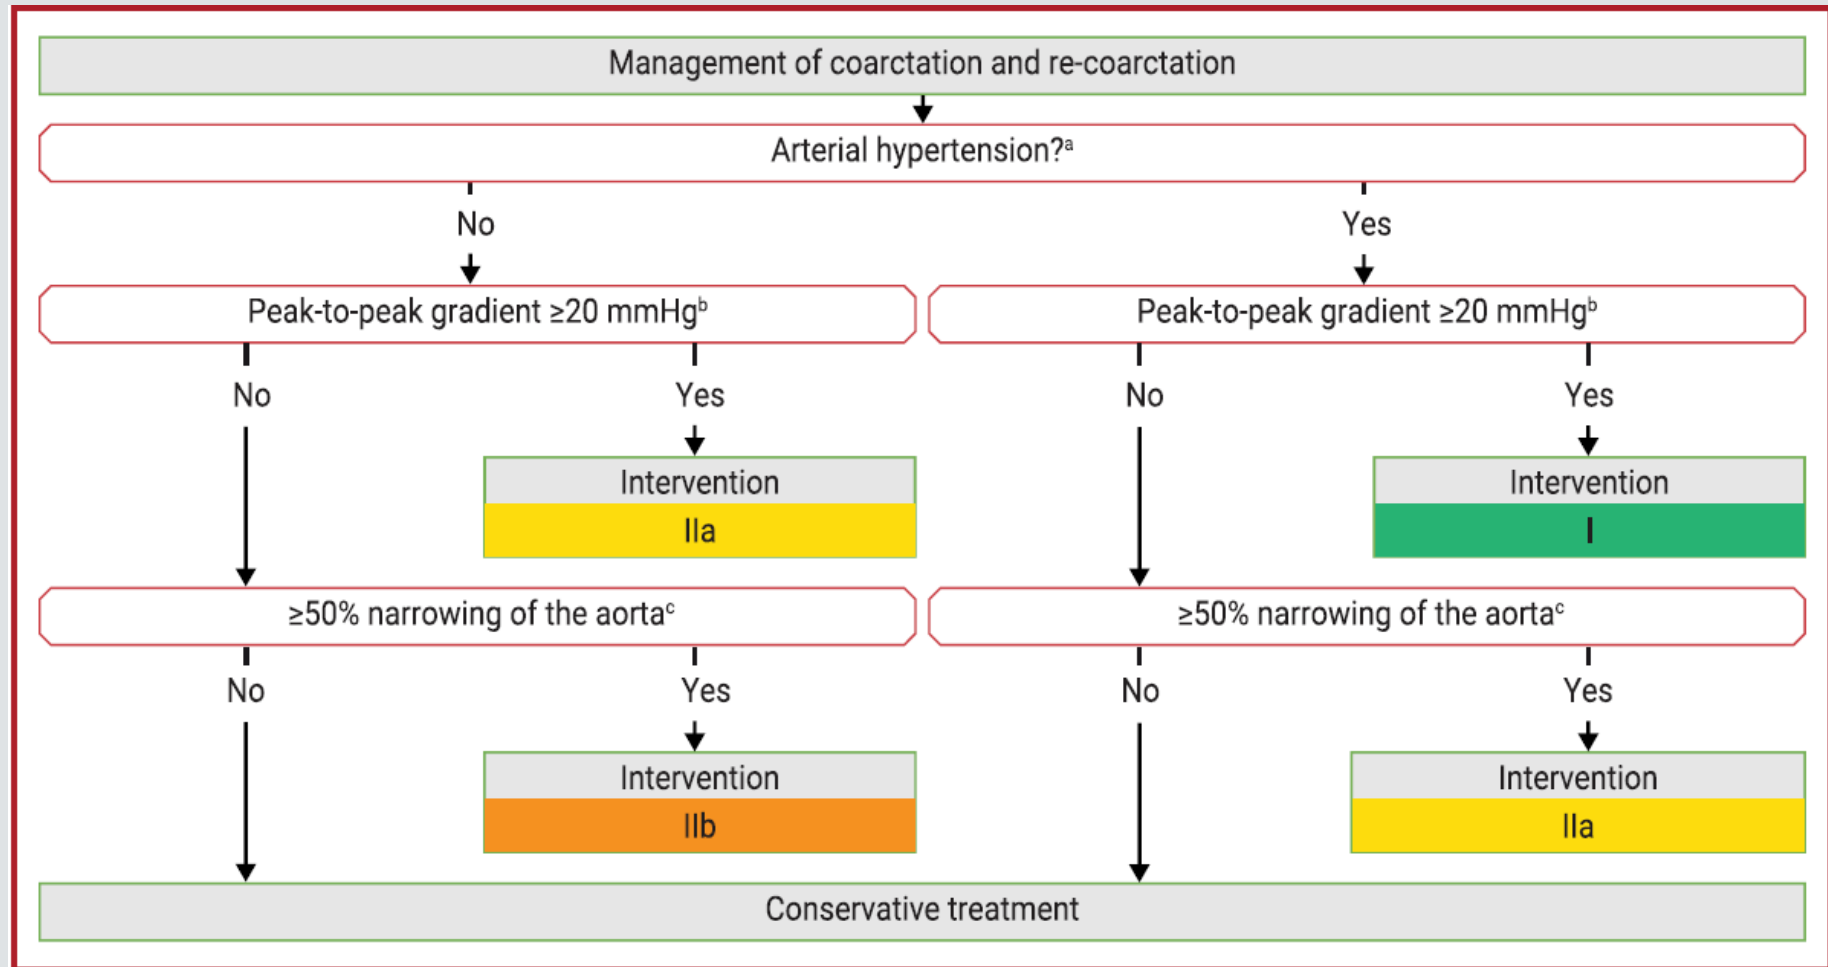 Management of coarctation and re-coarctation
Arterial hypertension?ᵃ
No
Yes
Peak-to-peak gradient ≥20 mmHgᵇ
Peak-to-peak gradient ≥20 mmHgᵇ
No
Yes
No
Yes
Intervention
IIa
Intervention
I
≥50% narrowing of the aortaᶜ
≥50% narrowing of the aortaᶜ
No
Yes
No
Yes
Intervention
IIb
Intervention
IIa
Conservative treatment